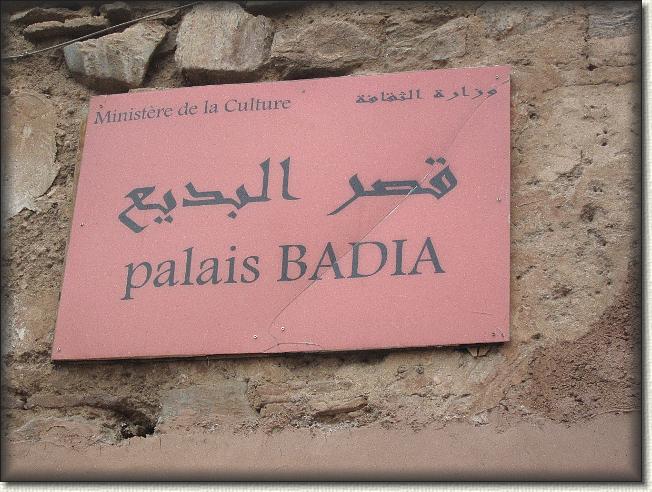 Ministère de la Culture
وزارة الثقافة
قصر البديع
palais BADIA